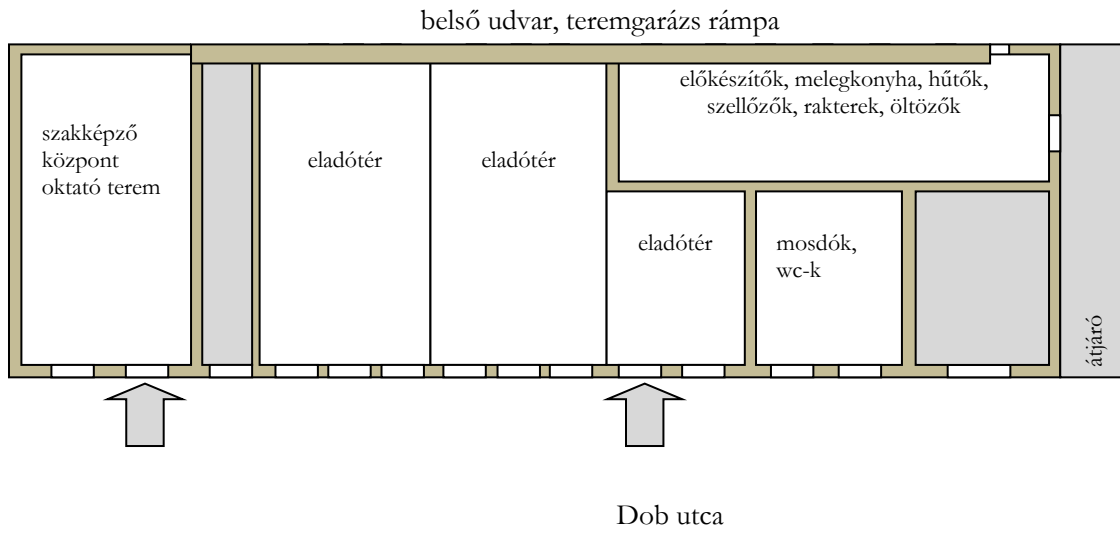 belső udvar, teremgarázs rámpa
előkészítők, melegkonyha, hűtők,
szellőzők, rakterek, öltözők
szakképző
központ
oktató terem
eladótér
eladótér
eladótér
mosdók,
wc-k
átjáró
Dob utca